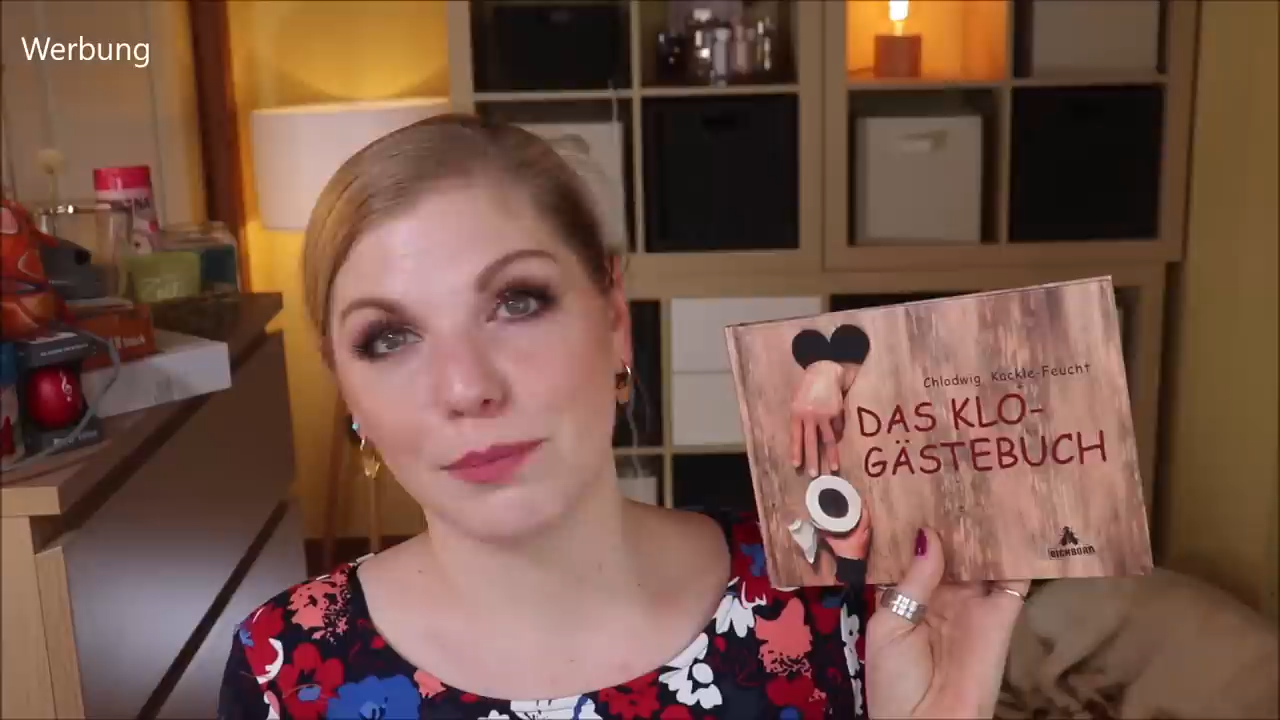 Werbung
Chlodwig Kackle-Feucht
DAS KLO-
GÄSTEBUCH
EICHBORN